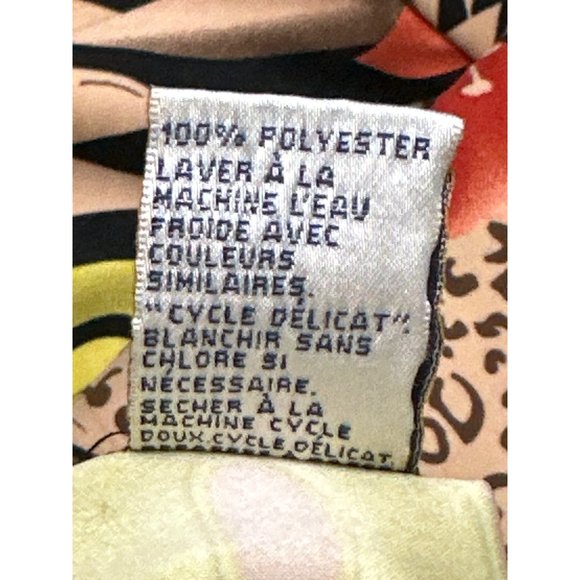 100% POLYESTER
LAVER À LA
MACHINE L'EAU
FROIDE AVEC
COULEURS
SIMILAIRES.
"CYCLE DÉLICAT".
BLANCHIR SANS
CHLORE SI
NÉCESSAIRE.
SECHER À LA
MACHINE CYCLE
DOUX.CYCLE DÉLICAT